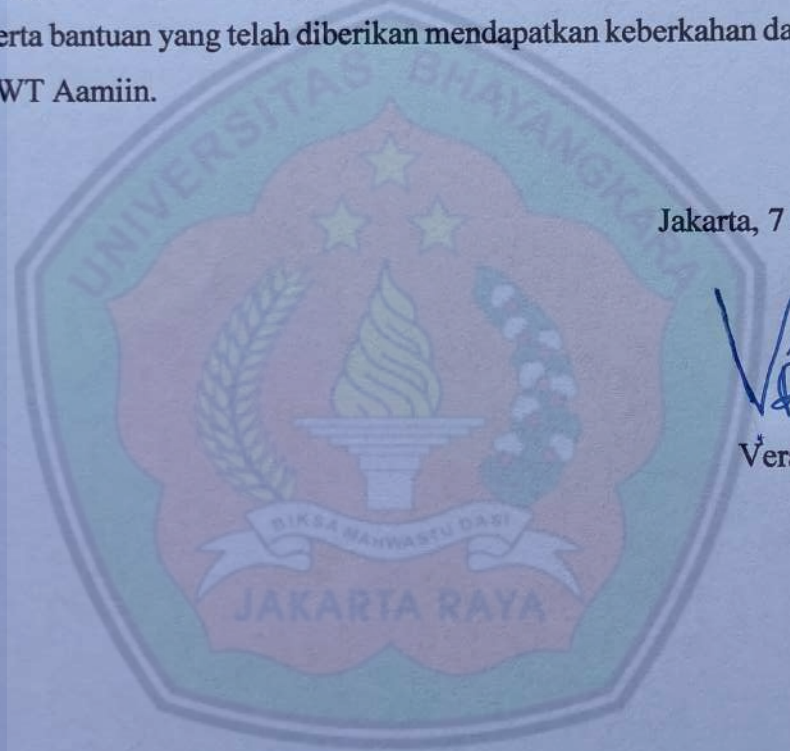 erta bantuan yang telah diberikan mendapatkan keberkahan da
WT Aamiin.
UNIVERSITAS BHAYANGKARA
Jakarta, 7
Vera
BIKSA MAHWASTU DASI
JAKARTA RAYA